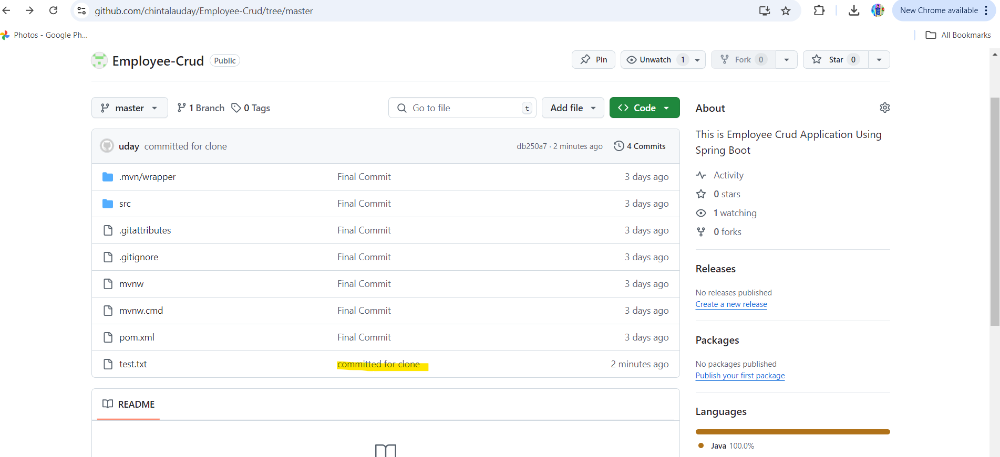 github.com/chintalauday/Employee-Crud/tree/master
New Chrome available
Photos - Google Ph...
All Bookmarks
Employee-Crud Public
Pin
Unwatch 1
Fork 0
Star 0
master
1 Branch
0 Tags
Go to file t
Add file
Code
uday committed for clone
db250a7 · 2 minutes ago
4 Commits
.mvn/wrapper Final Commit 3 days ago
src Final Commit 3 days ago
.gitattributes Final Commit 3 days ago
.gitignore Final Commit 3 days ago
mvnw Final Commit 3 days ago
mvnw.cmd Final Commit 3 days ago
pom.xml Final Commit 3 days ago
test.txt committed for clone 2 minutes ago
README
About
This is Employee Crud Application Using
Spring Boot
Activity
0 stars
1 watching
0 forks
Releases
No releases published
Create a new release
Packages
No packages published
Publish your first package
Languages
Java 100.0%